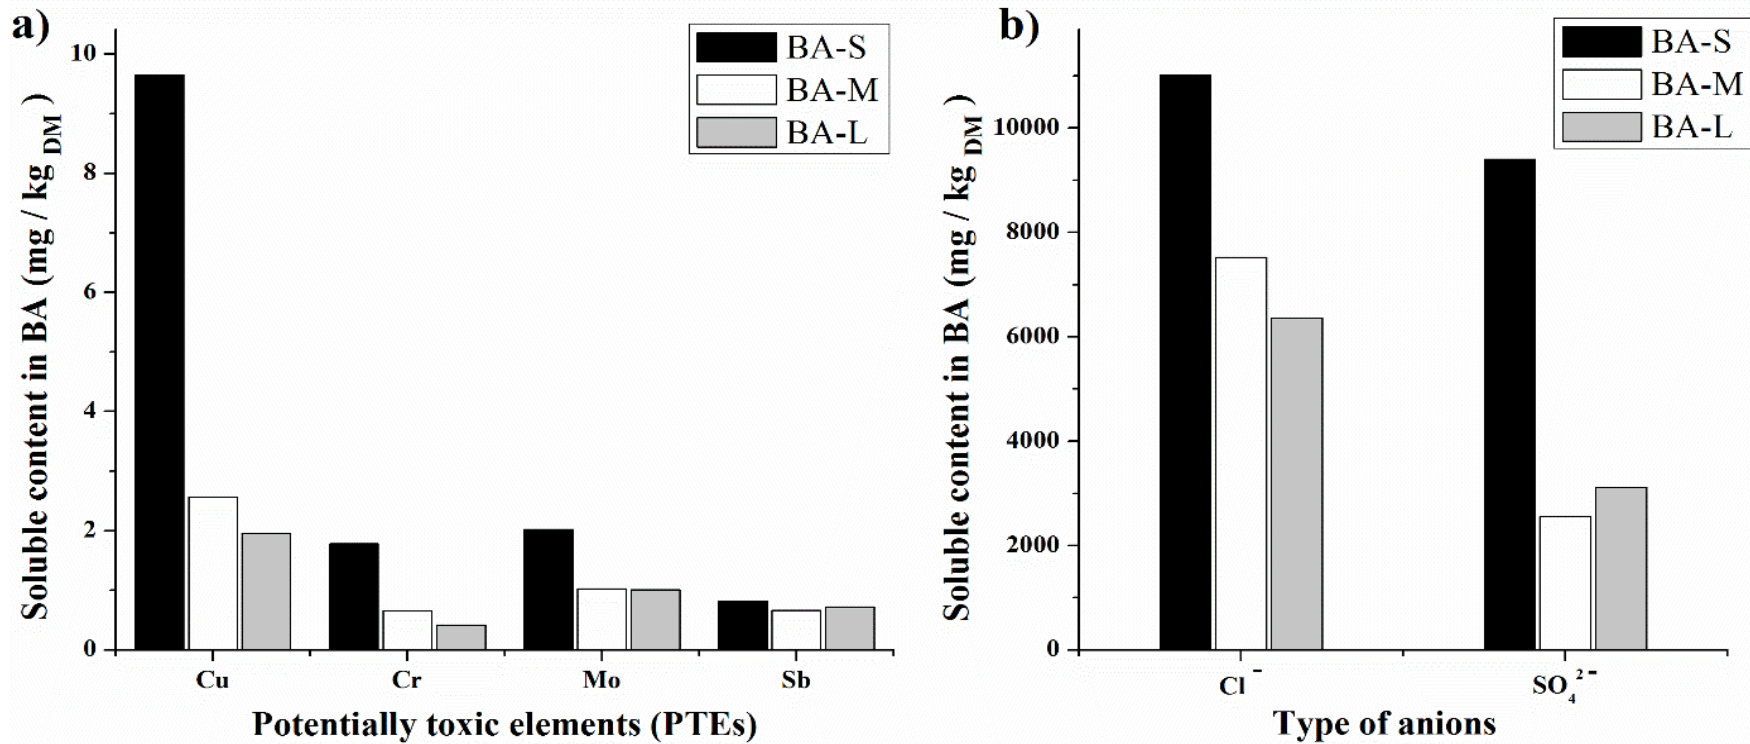 a)
BA-S
BA-M
BA-L
Soluble content in BA (mg / kg DM)
10
8
6
4
2
0
Cu Cr Mo Sb
Potentially toxic elements (PTEs)
b)
BA-S
BA-M
BA-L
Soluble content in BA (mg / kg DM)
10000
8000
6000
4000
2000
0
Cl⁻ SO₄²⁻
Type of anions